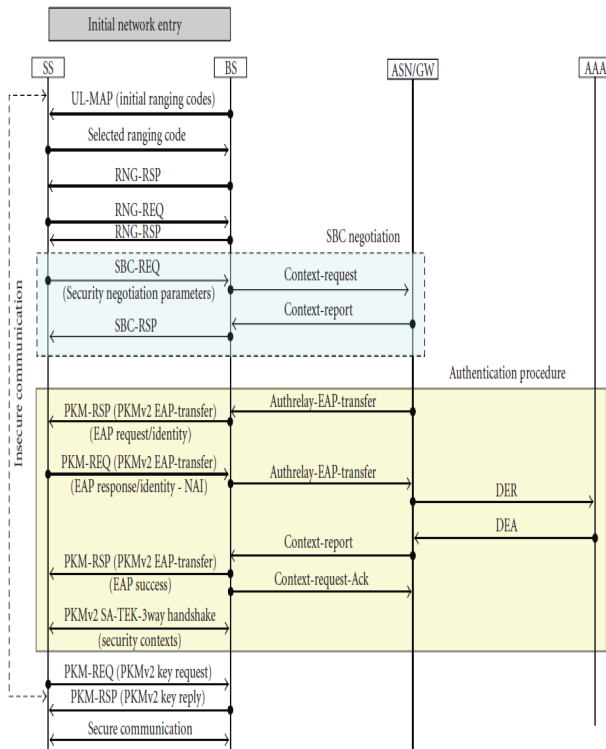 Initial network entry
SS
BS
ASN/GW
AAA
UL-MAP (initial ranging codes)
Selected ranging code
RNG-RSP
RNG-REQ
RNG-RSP
SBC negotiation
SBC-REQ
Context-request
(Security negotiation parameters)
Context-report
SBC-RSP
Insecure communication
Authentication procedure
Authrelay-EAP-transfer
PKM-RSP (PKMv2 EAP-transfer)
(EAP request/identity)
PKM-REQ (PKMv2 EAP-transfer)
Authrelay-EAP-transfer
(EAP response/identity - NAI)
DER
DEA
Context-report
PKM-RSP (PKMv2 EAP-transfer)
(EAP success)
Context-request-Ack
PKMv2 SA-TEK-3way handshake
(security contexts)
PKM-REQ (PKMv2 key request)
PKM-RSP (PKMv2 key reply)
Secure communication